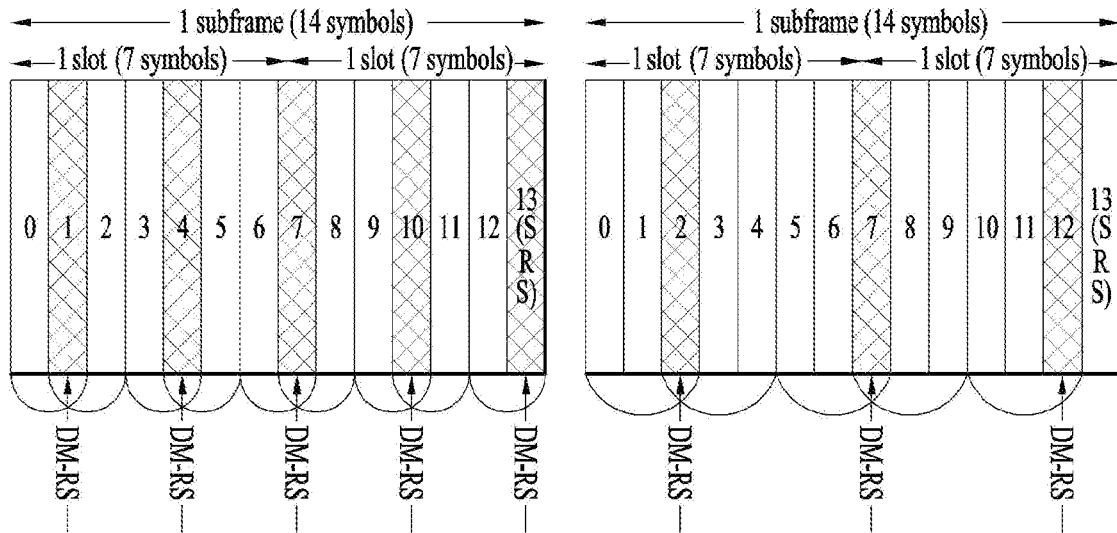 1 subframe (14 symbols)
1 slot (7 symbols) 1 slot (7 symbols)
0 1 2 3 4 5 6 7 8 9 10 11 12 13 (SRS)
DM-RS DM-RS DM-RS DM-RS DM-RS
1 subframe (14 symbols)
1 slot (7 symbols) 1 slot (7 symbols)
0 1 2 3 4 5 6 7 8 9 10 11 12 13 (SRS)
DM-RS DM-RS DM-RS